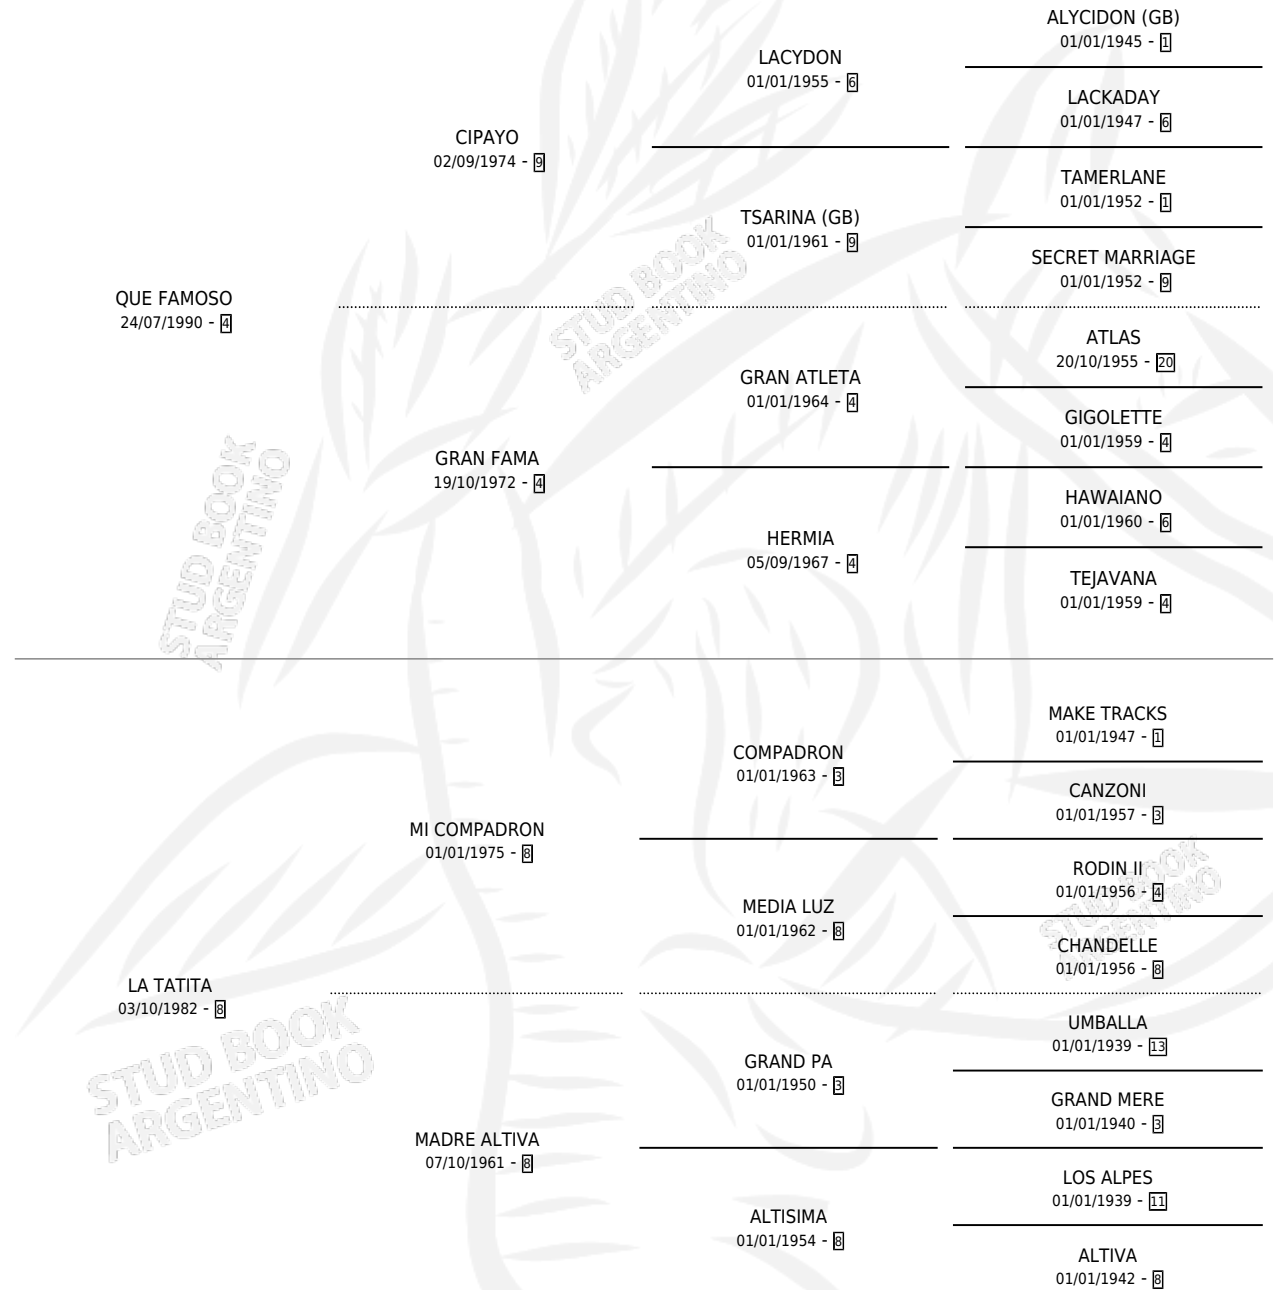 ALYCIDON (GB)
01/01/1945 - 1
LACYDON
01/01/1955 - 6
LACKADAY
01/01/1947 - 6
CIPAYO
02/09/1974 - 9
TAMERLANE
01/01/1952 - 1
TSARINA (GB)
01/01/1961 - 9
SECRET MARRIAGE
01/01/1952 - 9
QUE FAMOSO
24/07/1990 - 4
STUD BOOK
ARGENTINO
ATLAS
20/10/1955 - 20
GRAN ATLETA
01/01/1964 - 4
GIGOLETTE
01/01/1959 - 4
GRAN FAMA
19/10/1972 - 4
HAWAIANO
01/01/1960 - 6
HERMIA
05/09/1967 - 4
TEJAVANA
01/01/1959 - 4
STUD BOOK
ARGENTINO
MAKE TRACKS
01/01/1947 - 1
COMPADRON
01/01/1963 - 3
CANZONI
01/01/1957 - 3
MI COMPADRON
01/01/1975 - 8
RODIN II
01/01/1956 - 4
MEDIA LUZ
01/01/1962 - 8
CHANDELLE
01/01/1956 - 8
STUD BOOK
ARGENTINO
LA TATITA
03/10/1982 - 8
UMBALLA
01/01/1939 - 13
GRAND PA
01/01/1950 - 3
GRAND MERE
01/01/1940 - 3
STUD BOOK
ARGENTINO
MADRE ALTIVA
07/10/1961 - 8
LOS ALPES
01/01/1939 - 11
ALTISIMA
01/01/1954 - 8
ALTIVA
01/01/1942 - 8